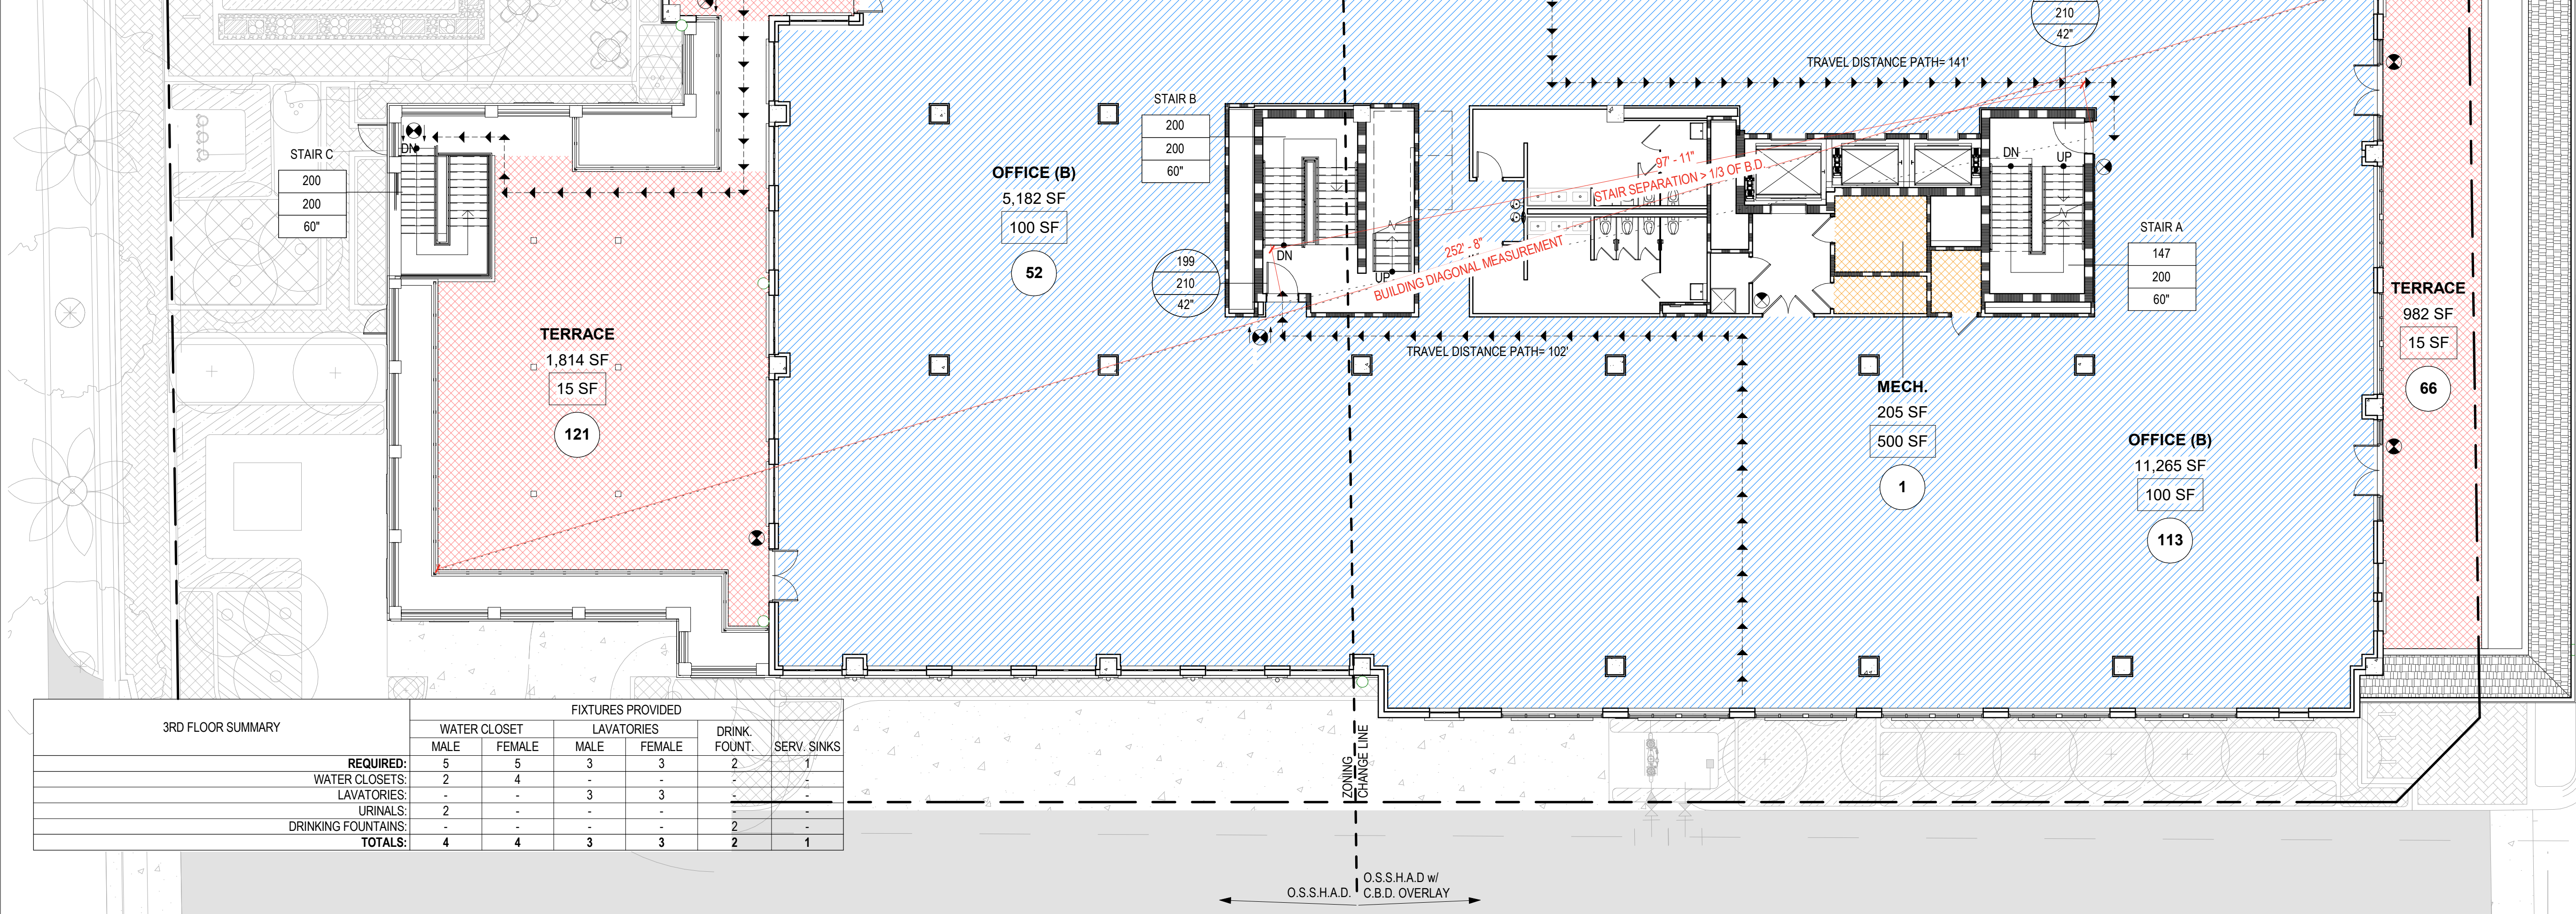 210
42"
TRAVEL DISTANCE PATH= 141'
STAIR B
200
200
60"
STAIR C
200
200
60"
DN
OFFICE (B)
5,182 SF
100 SF
52
199
210
42"
DN
UP
97' - 11"
STAIR SEPARATION > 1/3 OF B.D.
252' - 8"
BUILDING DIAGONAL MEASUREMENT
DN
UP
STAIR A
147
200
60"
TERRACE
982 SF
15 SF
66
TERRACE
1,814 SF
15 SF
121
TRAVEL DISTANCE PATH= 102'
MECH.
205 SF
500 SF
1
OFFICE (B)
11,265 SF
100 SF
113
3RD FLOOR SUMMARY
FIXTURES PROVIDED
WATER CLOSET LAVATORIES DRINK. FOUNT. SERV. SINKS
MALE FEMALE MALE FEMALE
REQUIRED: 5 5 3 3 2 1
WATER CLOSETS: 2 4 - - - -
LAVATORIES: - - 3 3 - -
URINALS: 2 - - - - -
DRINKING FOUNTAINS: - - - - 2 -
TOTALS: 4 4 3 3 2 1
ZONING
CHANGE LINE
O.S.S.H.A.D.
O.S.S.H.A.D w/
C.B.D. OVERLAY